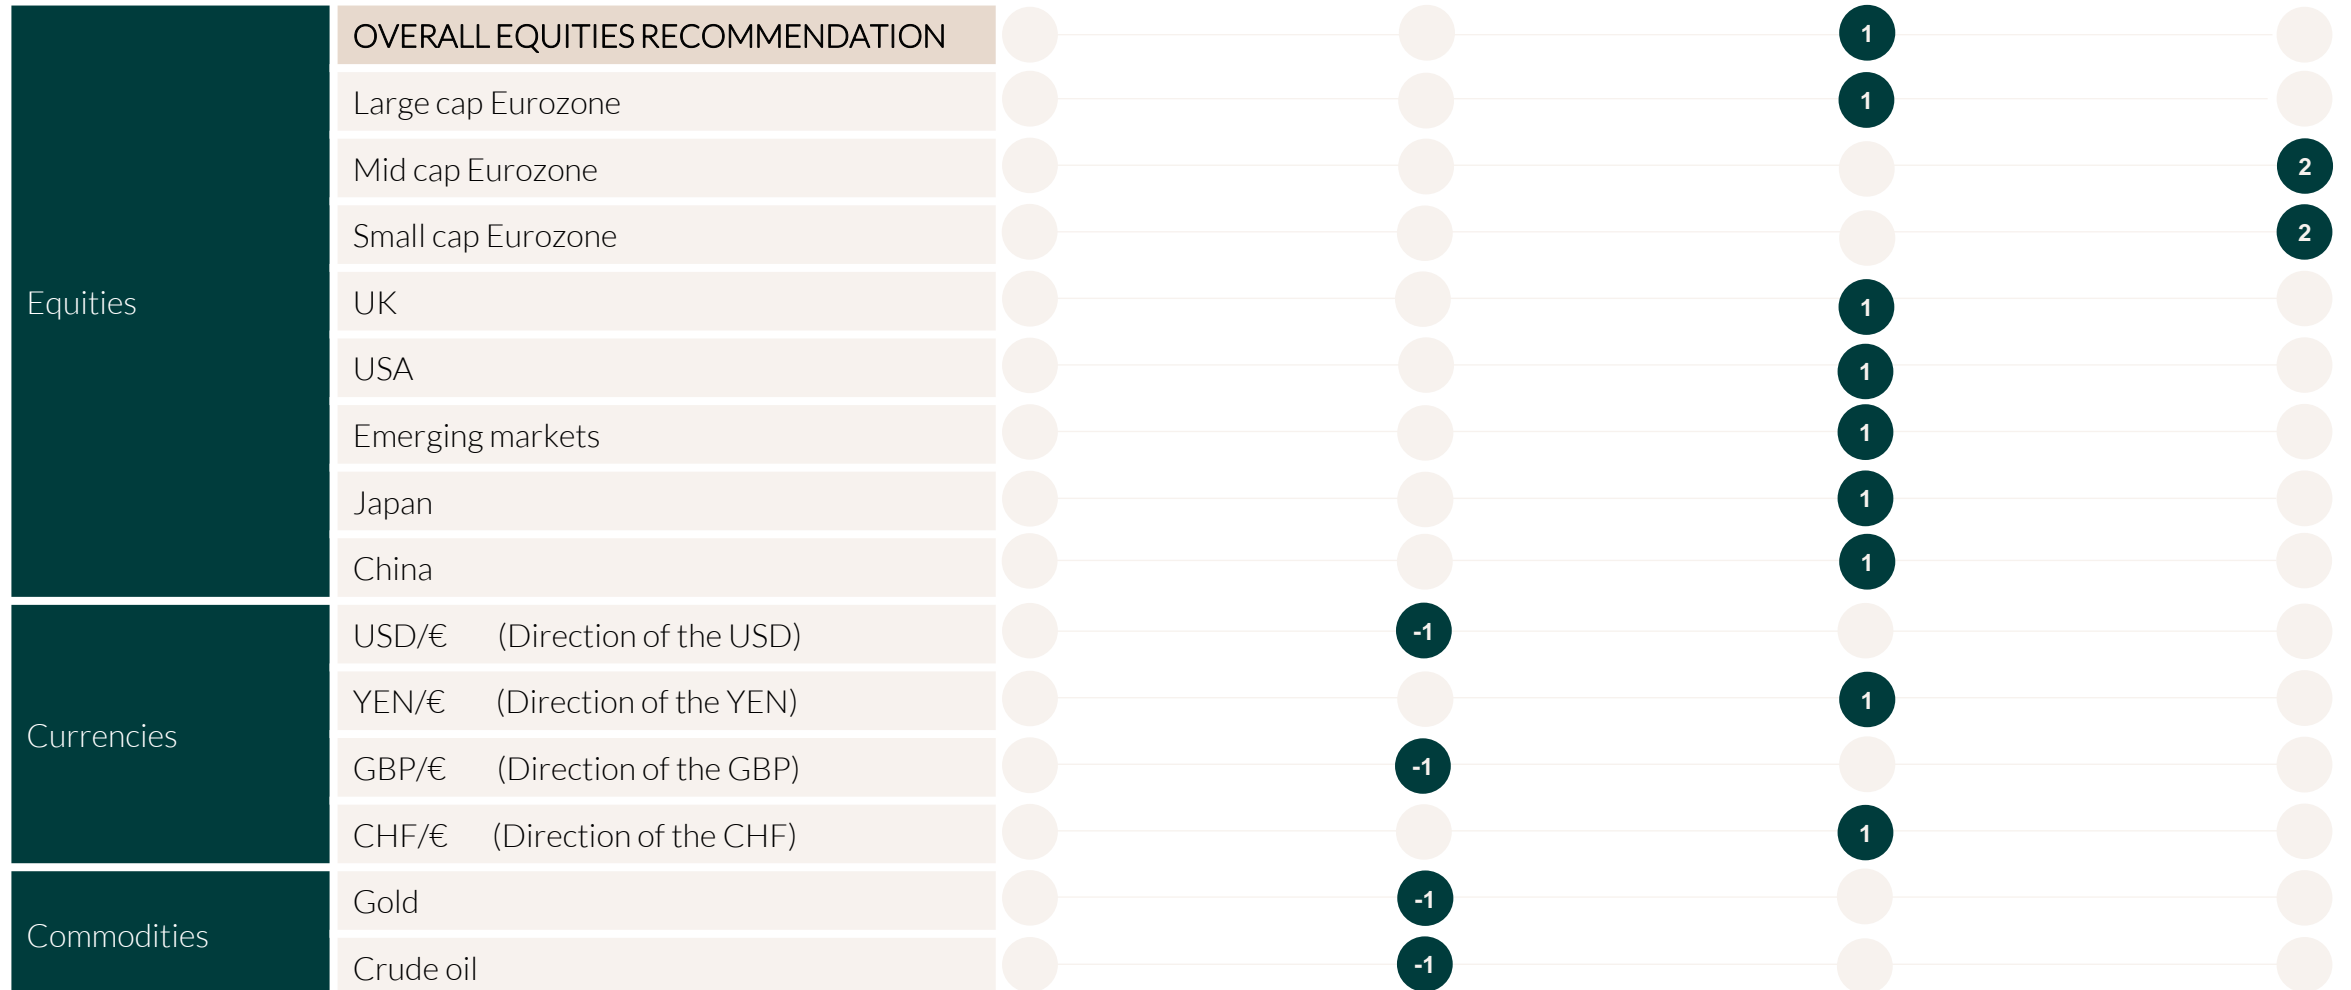 OVERALL EQUITIES RECOMMENDATION 1
Large cap Eurozone 1
Mid cap Eurozone 2
Small cap Eurozone 2
Equities
UK 1
USA 1
Emerging markets 1
Japan 1
China 1
USD/€ (Direction of the USD) -1
YEN/€ (Direction of the YEN) 1
Currencies
GBP/€ (Direction of the GBP) -1
CHF/€ (Direction of the CHF) 1
Gold -1
Commodities
Crude oil -1